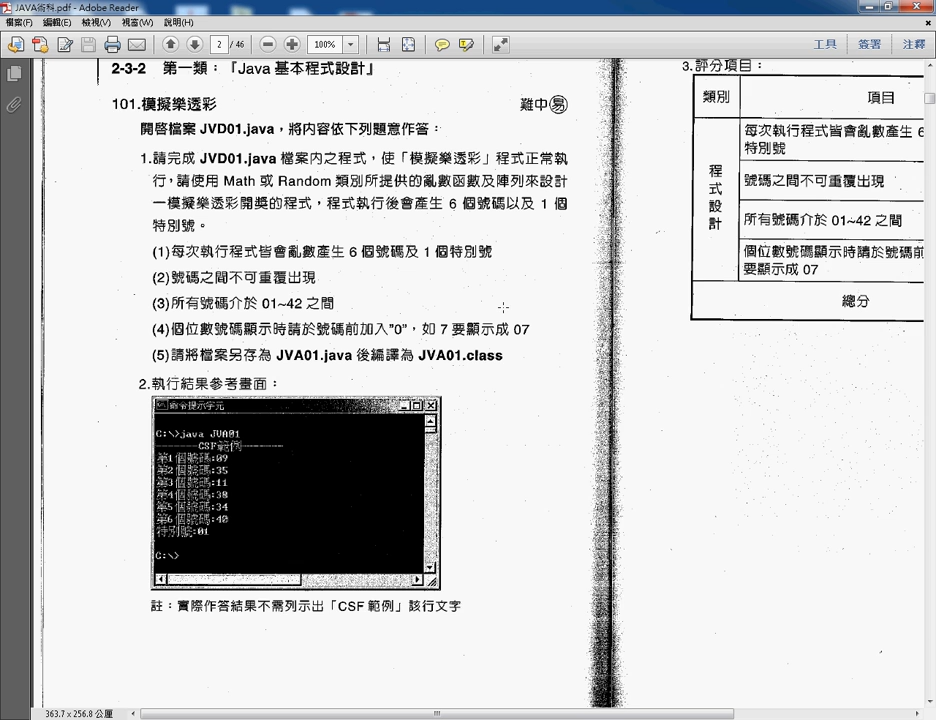 JAVA術科.pdf - Adobe Reader
檔案(F) 編輯(E) 檢視(V) 視窗(W) 說明(H)
2 / 46 100% 工具 簽署 注釋
2-3-2 第一類：『Java 基本程式設計』
101.模擬樂透彩 難中易
開啓檔案 JVD01.java，將內容依下列題意作答：
1.請完成 JVD01.java 檔案內之程式，使「模擬樂透彩」程式正常執
行，請使用 Math 或 Random 類別所提供的亂數函數及陣列來設計
一模擬樂透彩開獎的程式，程式執行後會產生 6 個號碼以及 1 個
特別號。
(1)每次執行程式皆會亂數產生 6 個號碼及 1 個特別號
(2)號碼之間不可重覆出現
(3)所有號碼介於 01~42 之間
(4)個位數號碼顯示時請於號碼前加入"0"，如 7 要顯示成 07
(5)請將檔案另存為 JVA01.java 後編譯為 JVA01.class
2.執行結果參考畫面：
命令提示字元
C:\>java JVA01
--------CSF範例--------
第1個號碼:09
第2個號碼:35
第3個號碼:11
第4個號碼:38
第5個號碼:34
第6個號碼:40
特別號:01
C:\>
註：實際作答結果不需列示出「CSF 範例」該行文字
3.評分項目：
類別 項目
程式設計
每次執行程式皆會亂數產生 6
特別號
號碼之間不可重覆出現
所有號碼介於 01~42 之間
個位數號碼顯示時請於號碼前
要顯示成 07
總分
363.7 x 256.8 公厘